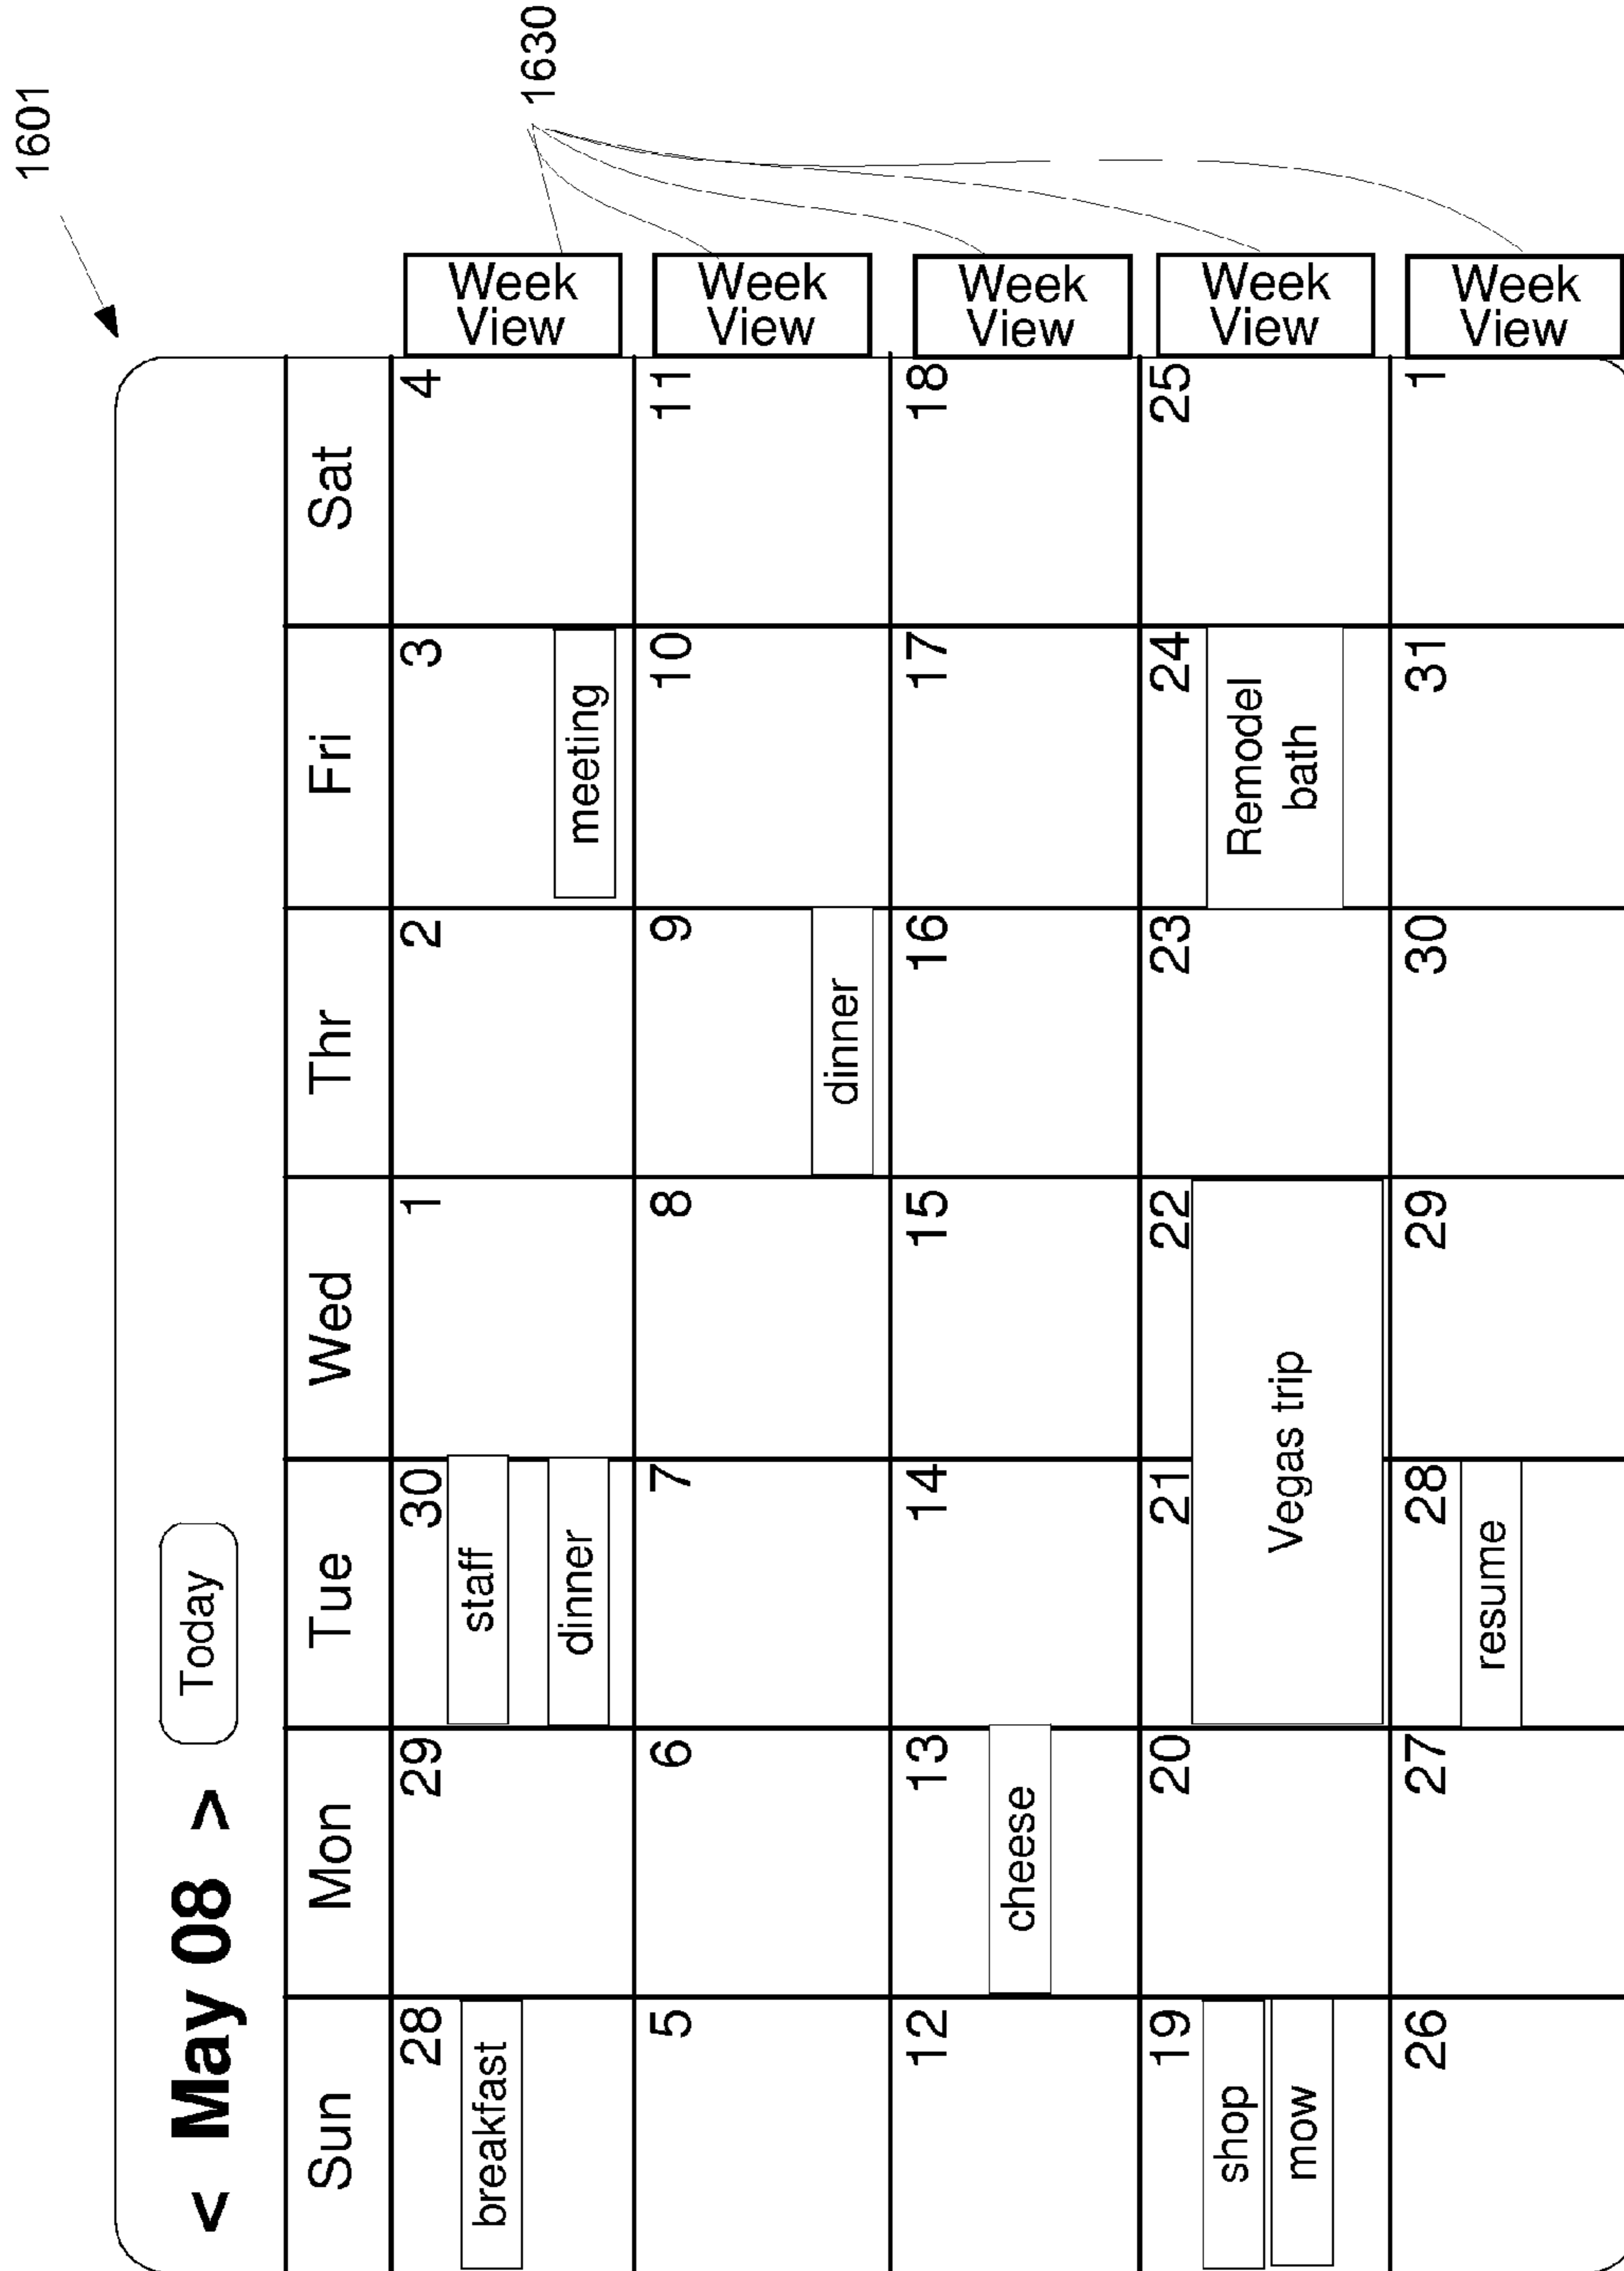 1601
1630
< May 08 > Today
Sun Mon Tue Wed Thr Fri Sat
28 29 30 1 2 3 4
breakfast
staff
dinner
meeting
Week
View
5 6 7 8 9 10 11
dinner
Week
View
12 13 14 15 16 17 18
cheese
Week
View
19 20 21 22 23 24 25
shop
mow
Vegas trip
Remodel
bath
Week
View
26 27 28 29 30 31 1
resume
Week
View